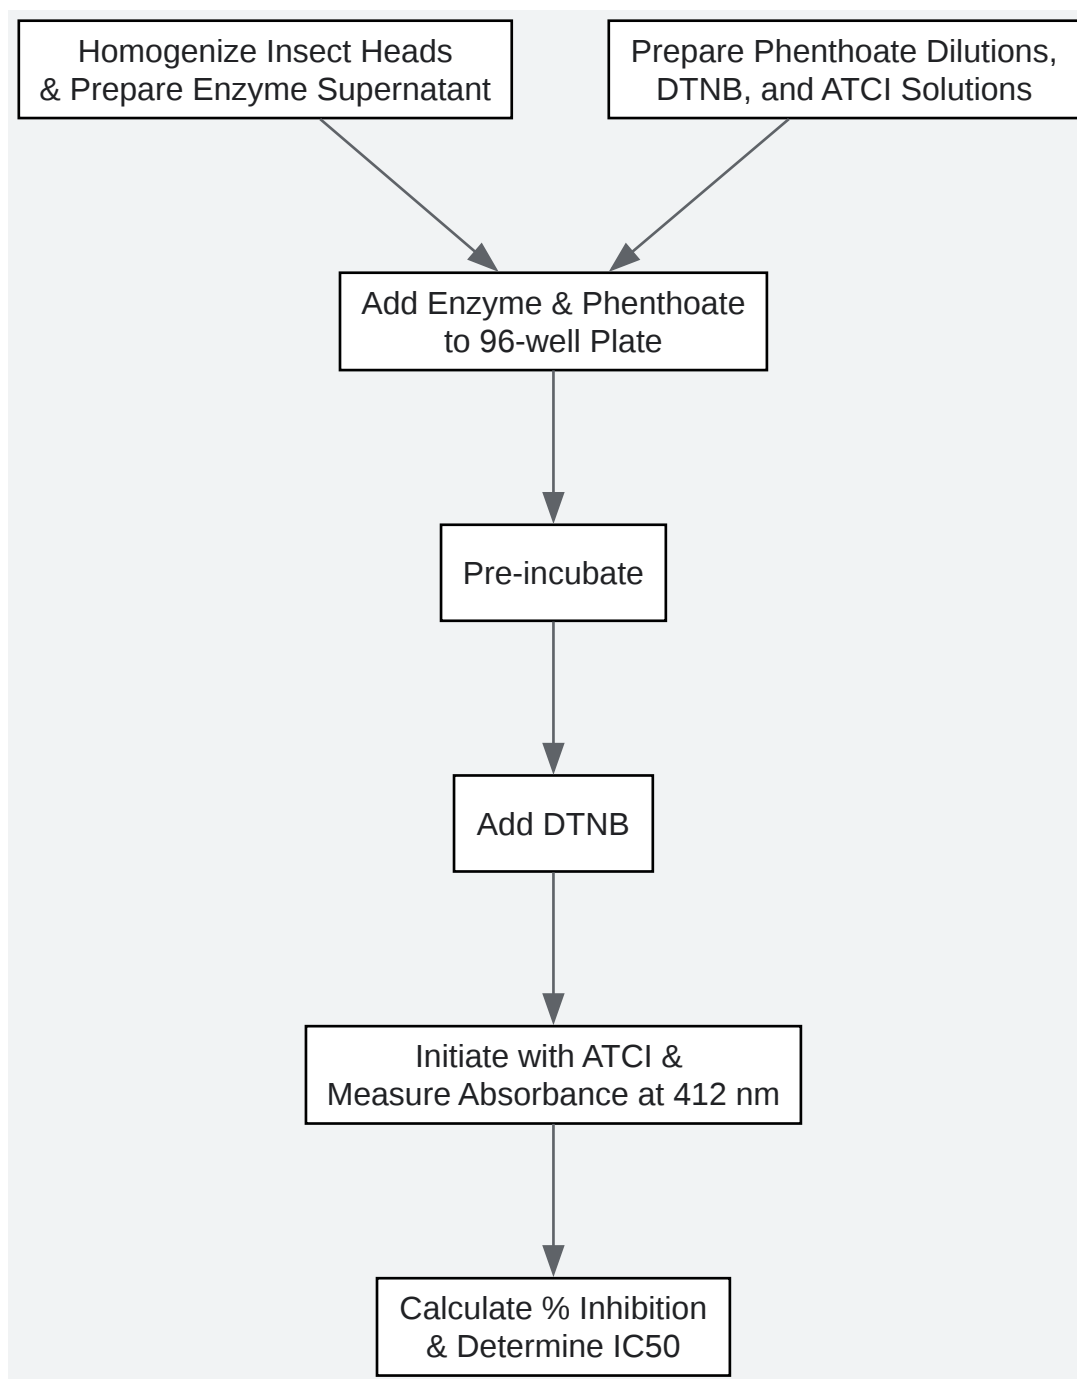 Homogenize Insect Heads
& Prepare Enzyme Supernatant
Prepare Phenthoate Dilutions,
DTNB, and ATCI Solutions
Add Enzyme & Phenthoate
to 96-well Plate
Pre-incubate
Add DTNB
Initiate with ATCI &
Measure Absorbance at 412 nm
Calculate % Inhibition
& Determine IC50